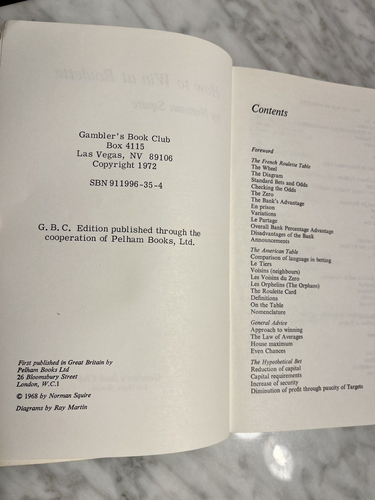 Gambler's Book Club
Box 4115
Las Vegas, NV 89106
Copyright 1972
SBN 911996-35-4
G. B. C. Edition published through the
cooperation of Pelham Books, Ltd.
First published in Great Britain by
Pelham Books Ltd
26 Bloomsbury Street
London, W.C.1
© 1968 by Norman Squire
Diagrams by Ray Martin
Contents
Foreword
The French Roulette Table
The Wheel
The Diagram
Standard Bets and Odds
Checking the Odds
The Zero
The Bank's Advantage
En prison
Variations
Le Partage
Overall Bank Percentage Advantage
Disadvantages of the Bank
Announcements
The American Table
Comparison of language in betting
Le Tiers
Voisins (neighbours)
Les Voisins du Zero
Les Orphelins (The Orphans)
The Roulette Card
Definitions
On the Table
Nomenclature
General Advice
Approach to winning
The Law of Averages
House maximum
Even Chances
The Hypothetical Bet
Reduction of capital
Capital requirements
Increase of security
Diminution of profit through paucity of Targets